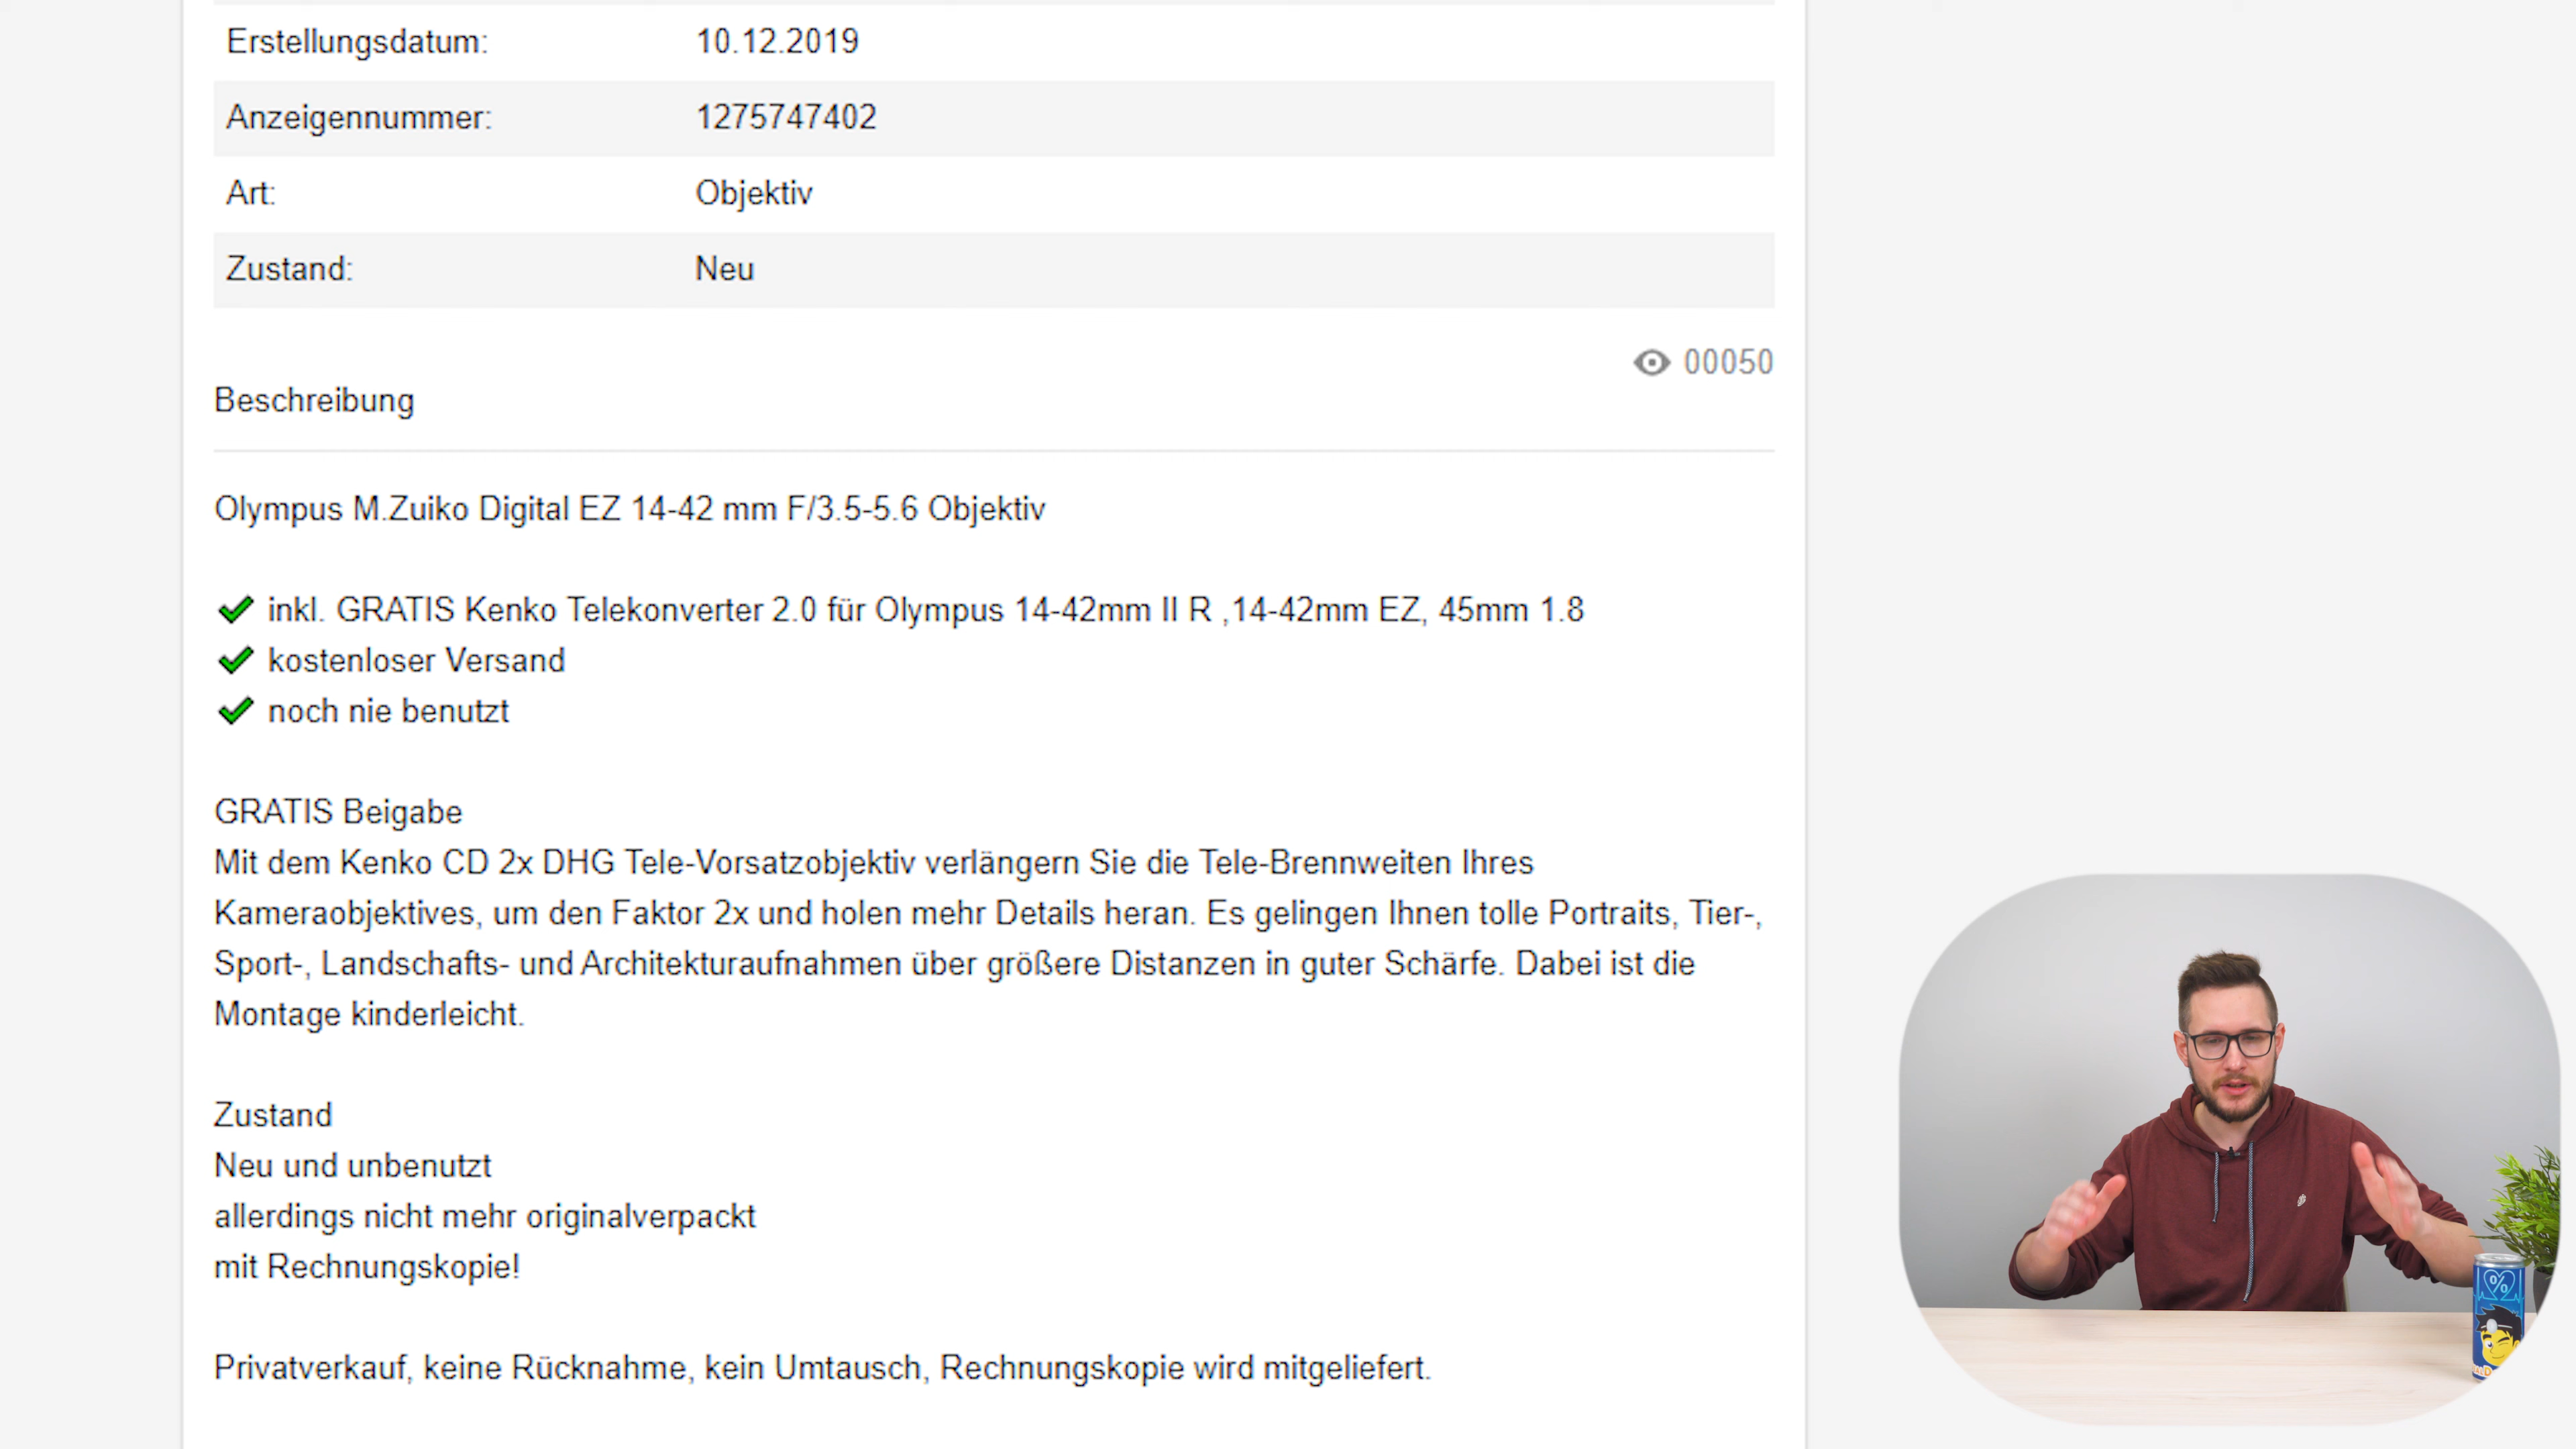 Erstellungsdatum: 10.12.2019
Anzeigennummer: 1275747402
Art: Objektiv
Zustand: Neu
00050
Beschreibung
Olympus M.Zuiko Digital EZ 14-42 mm F/3.5-5.6 Objektiv
inkl. GRATIS Kenko Telekonverter 2.0 für Olympus 14-42mm II R ,14-42mm EZ, 45mm 1.8
kostenloser Versand
noch nie benutzt
GRATIS Beigabe
Mit dem Kenko CD 2x DHG Tele-Vorsatzobjektiv verlängern Sie die Tele-Brennweiten Ihres
Kameraobjektives, um den Faktor 2x und holen mehr Details heran. Es gelingen Ihnen tolle Portraits, Tier-,
Sport-, Landschafts- und Architekturaufnahmen über größere Distanzen in guter Schärfe. Dabei ist die
Montage kinderleicht.
Zustand
Neu und unbenutzt
allerdings nicht mehr originalverpackt
mit Rechnungskopie!
Privatverkauf, keine Rücknahme, kein Umtausch, Rechnungskopie wird mitgeliefert.
%